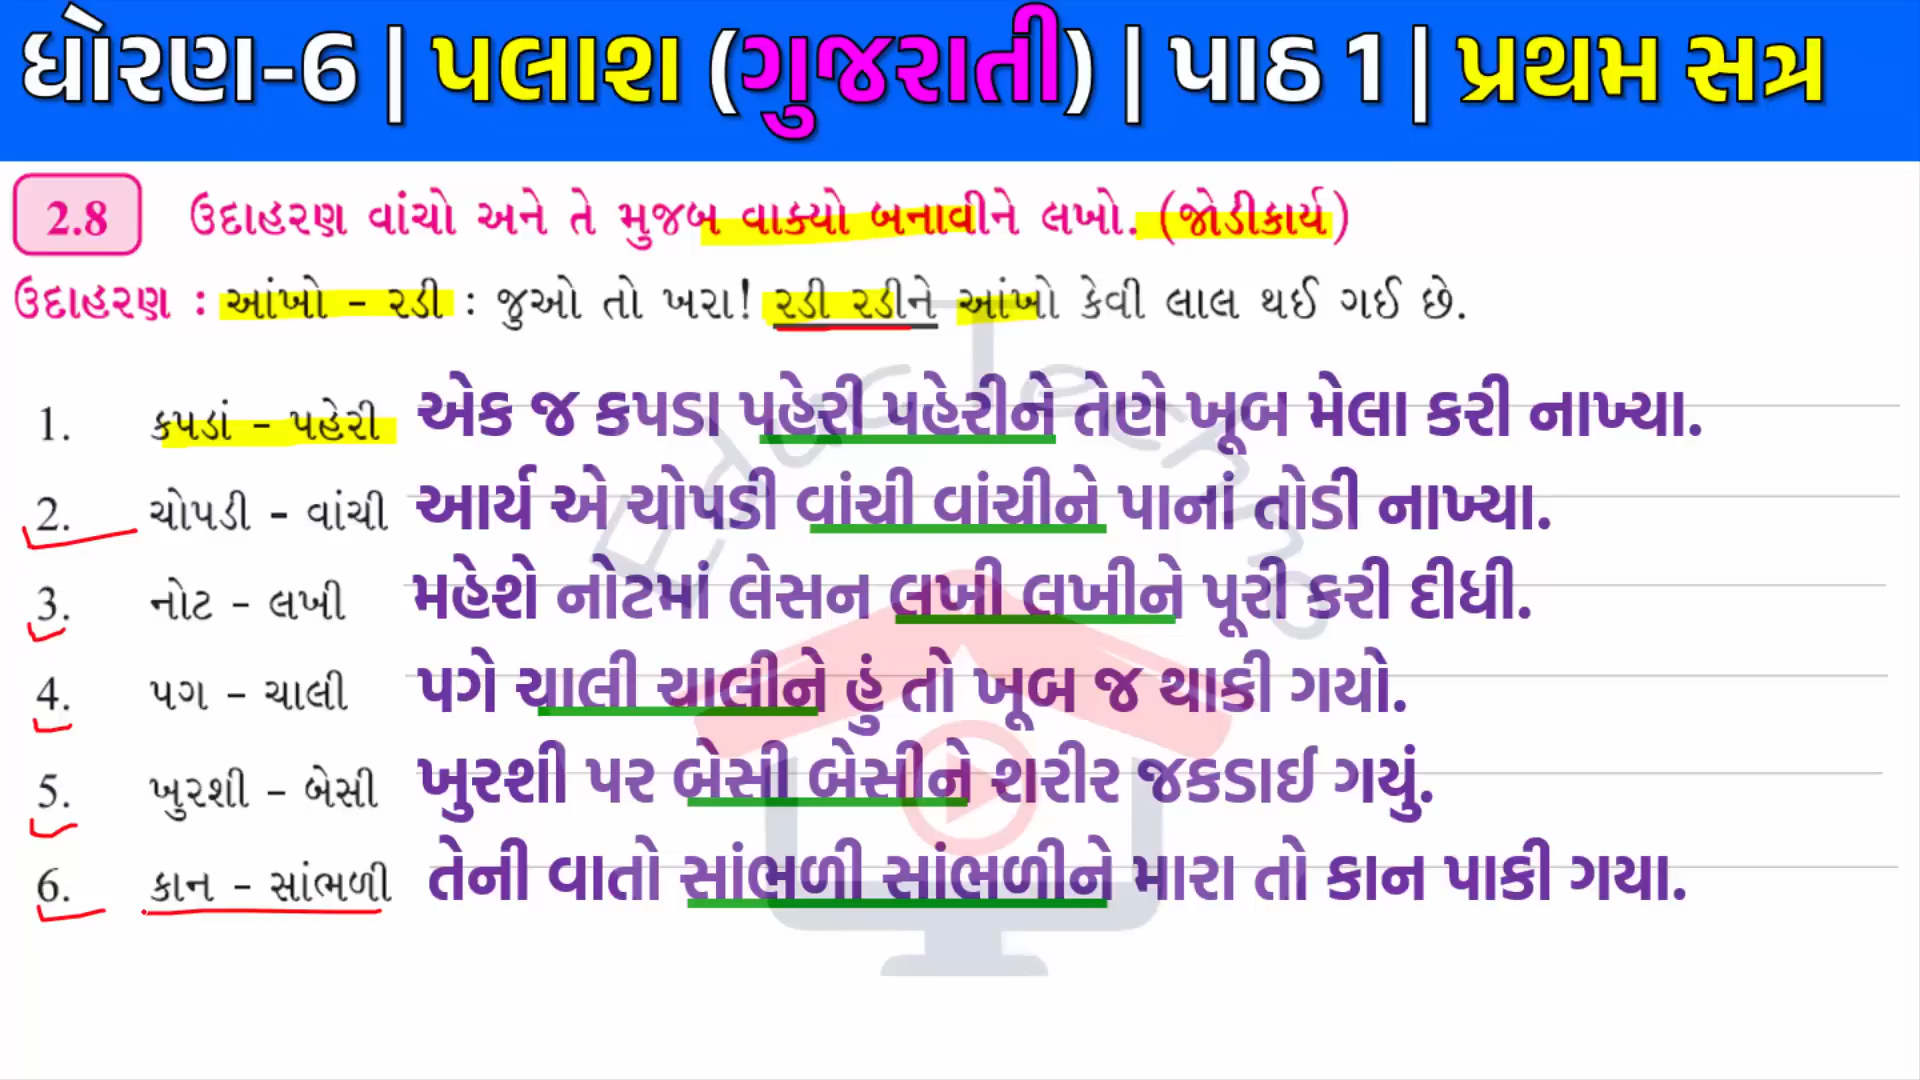 ધોરણ-6 | પલાશ (ગુજરાતી) | પાઠ 1 | પ્રથમ સત્ર
2.8 ઉદાહરણ વાંચો અને તે મુજબ વાક્યો બનાવીને લખો. (જોડીકાર્ય)
ઉદાહરણ : આંખો - રડી : જુઓ તો ખરા! રડી રડીને આંખો કેવી લાલ થઈ ગઈ છે.
1. કપડાં - પહેરી એક જ કપડા પહેરી પહેરીને તેણે ખૂબ મેલા કરી નાખ્યા.
2. ચોપડી - વાંચી આર્ય એ ચોપડી વાંચી વાંચીને પાનાં તોડી નાખ્યા.
3. નોટ - લખી મહેશે નોટમાં લેસન લખી લખીને પૂરી કરી દીધી.
4. પગ - ચાલી પગે ચાલી ચાલીને હું તો ખૂબ જ થાકી ગયો.
5. ખુરશી - બેસી ખુરશી પર બેસી બેસીને શરીર જકડાઈ ગયું.
6. કાન - સાંભળી તેની વાતો સાંભળી સાંભળીને મારા તો કાન પાકી ગયા.
EducTechno